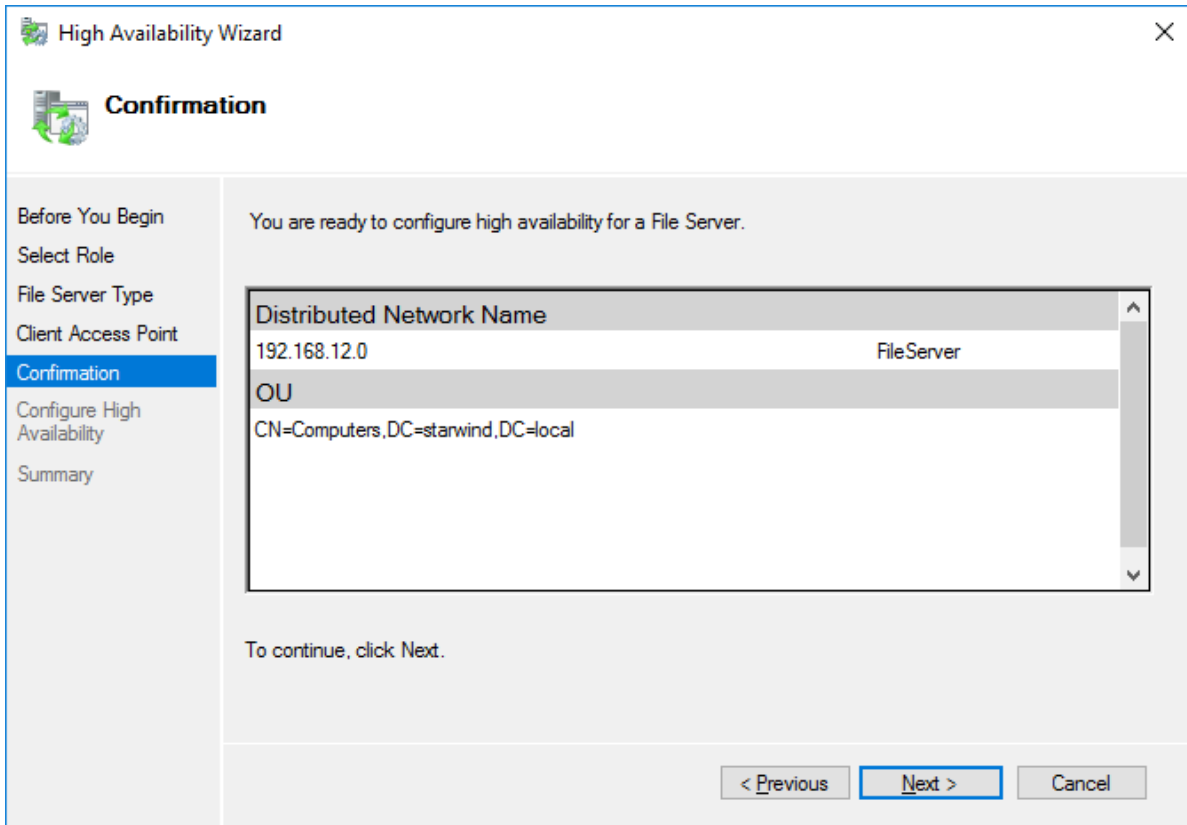 High Availability Wizard
Confirmation
Before You Begin
Select Role
File Server Type
Client Access Point
Confirmation
Configure High
Availability
Summary
You are ready to configure high availability for a File Server.
Distributed Network Name
192.168.12.0 FileServer
OU
CN=Computers,DC=starwind,DC=local
To continue, click Next.
< Previous Next > Cancel